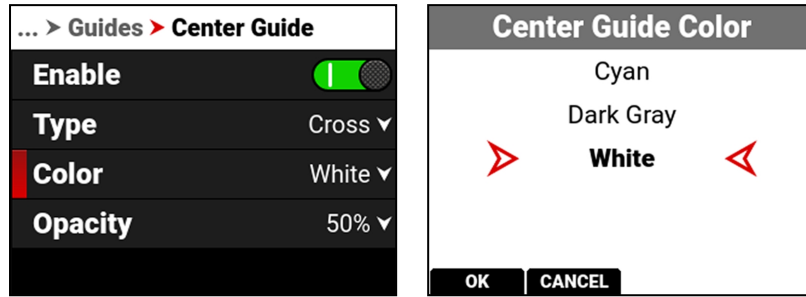 ... > Guides > Center Guide
Enable
Type Cross
Color White
Opacity 50%
Center Guide Color
Cyan
Dark Gray
White
OK CANCEL